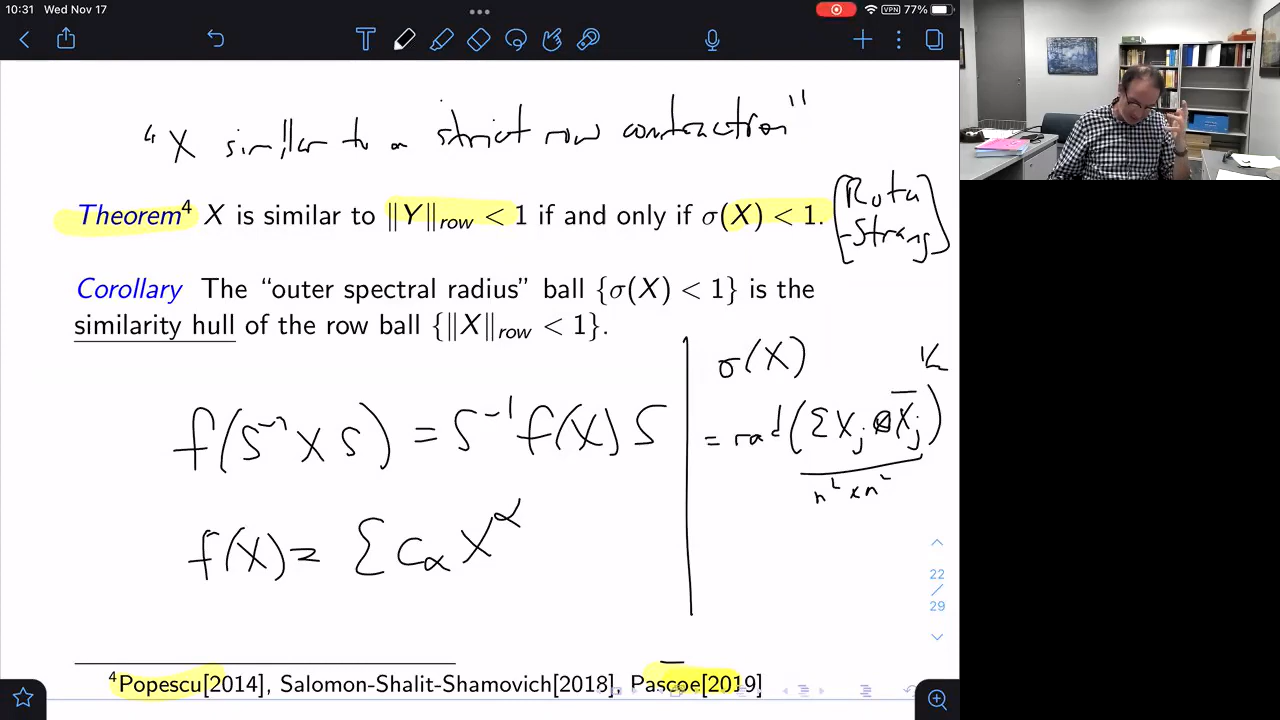 10:31 Wed Nov 17
VPN 77%
T
"X similar to a strict row contraction"
Theorem⁴ X is similar to ‖Y‖row < 1 if and only if σ(X) < 1.
[Rota
-Strang]
Corollary The “outer spectral radius” ball {σ(X) < 1} is the
similarity hull of the row ball {‖X‖row < 1}.
f(S⁻¹XS) = S⁻¹f(X)S
f(X) = Σ cα X^α
σ(X)
= rad(ΣXj ⊗ X̄j)^1/2
n² x n²
22
/
29
⁴Popescu[2014], Salomon-Shalit-Shamovich[2018], Pascoe[2019]